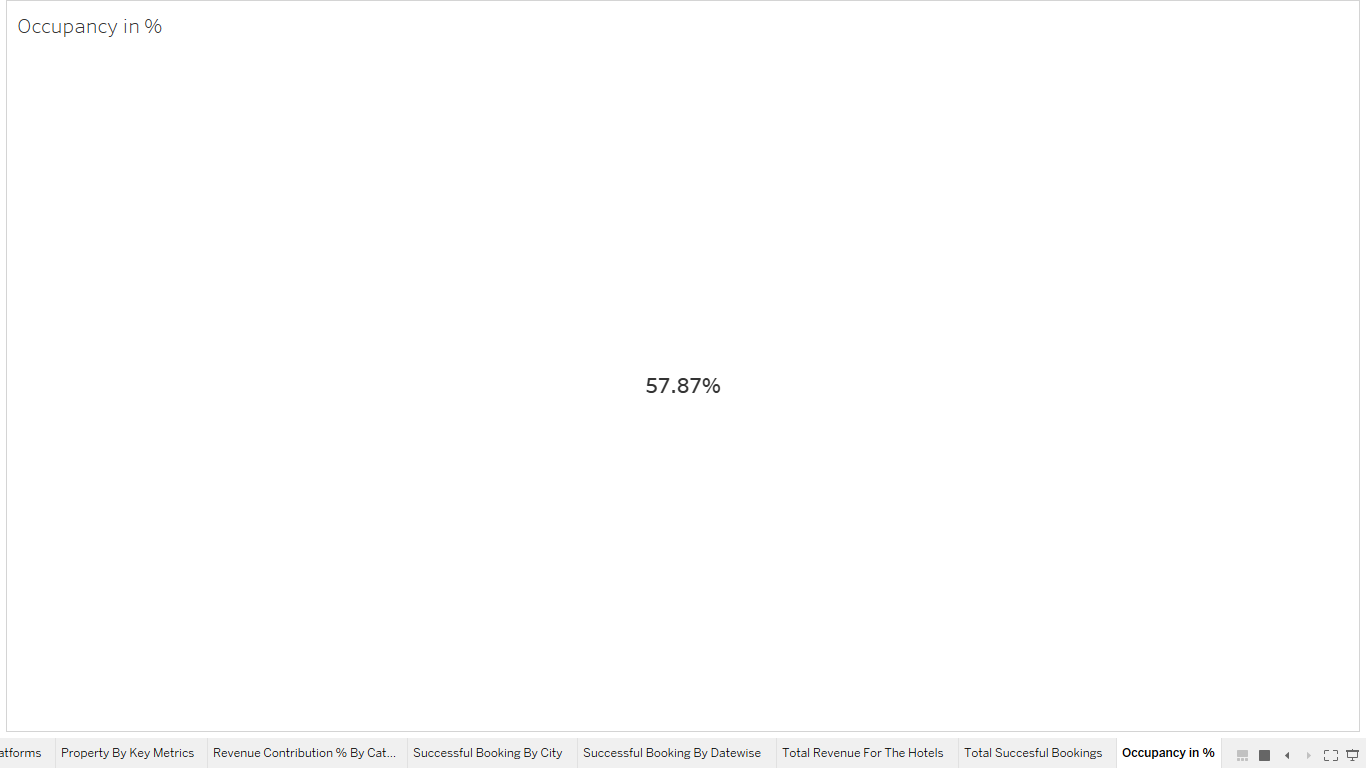 Occupancy in %
57.87%
atforms Property By Key Metrics Revenue Contribution % By Cat... Successful Booking By City Successful Booking By Datewise Total Revenue For The Hotels Total Succesful Bookings Occupancy in %